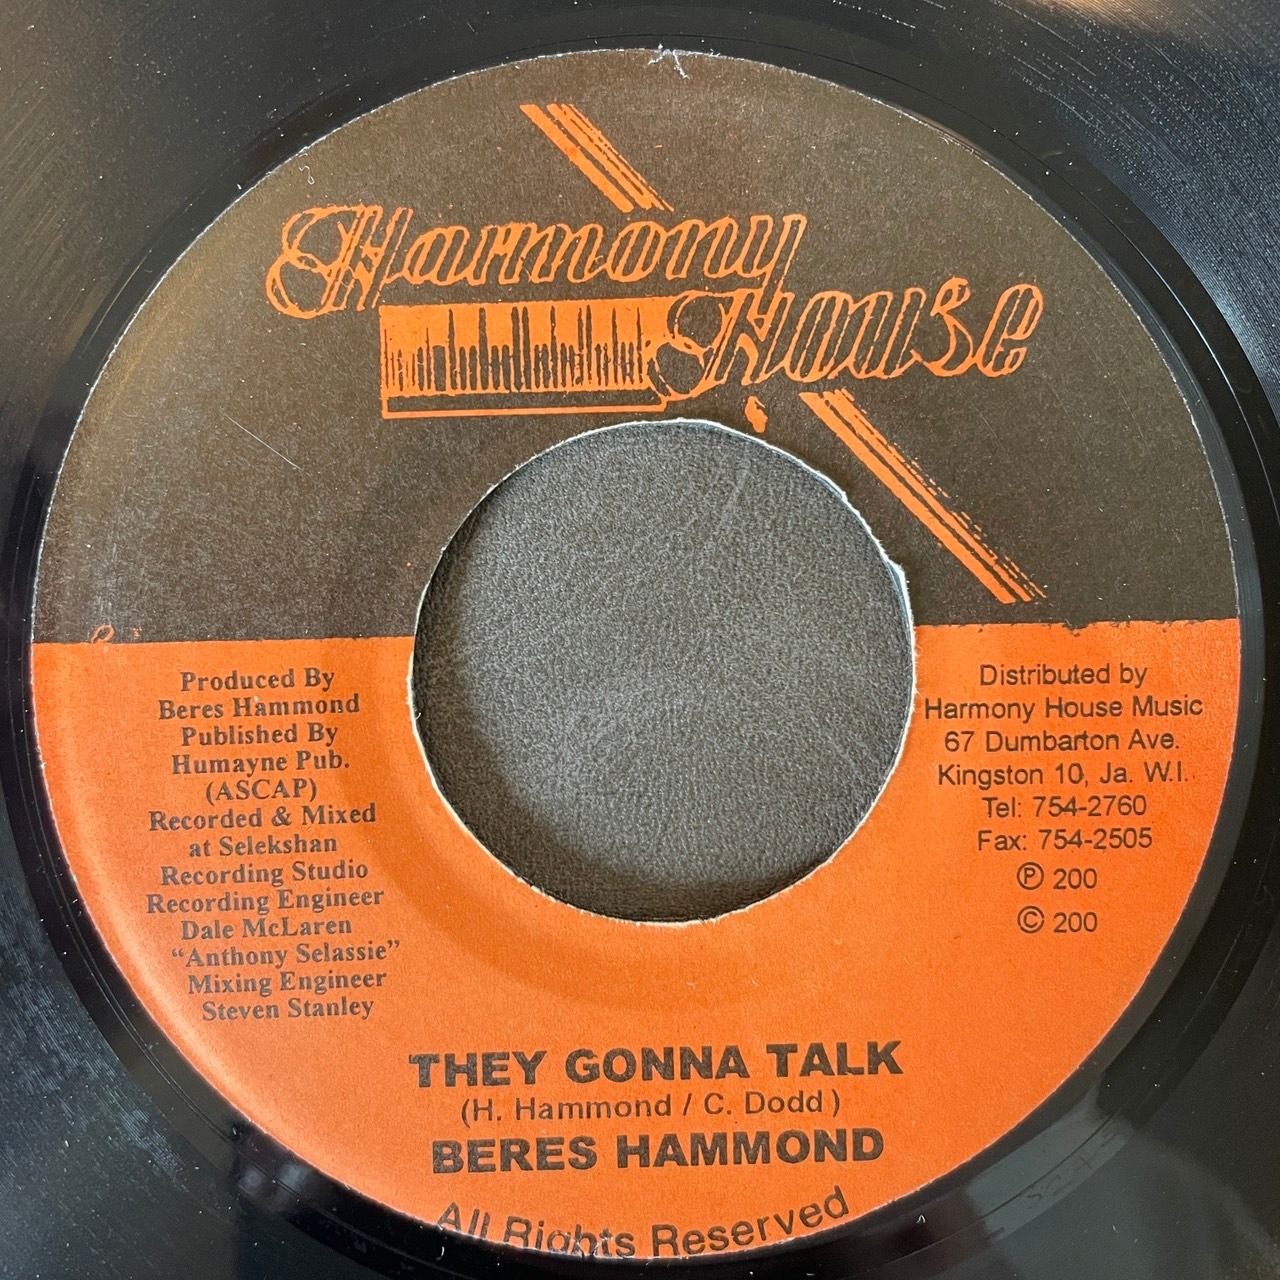 Harmony
House
Produced By
Beres Hammond
Published By
Humayne Pub.
(ASCAP)
Recorded & Mixed
at Selekshan
Recording Studio
Recording Engineer
Dale McLaren
“Anthony Selassie”
Mixing Engineer
Steven Stanley
Distributed by
Harmony House Music
67 Dumbarton Ave.
Kingston 10, Ja. W.I.
Tel: 754-2760
Fax: 754-2505
℗ 200
© 200
THEY GONNA TALK
(H. Hammond / C. Dodd)
BERES HAMMOND
All Rights Reserved